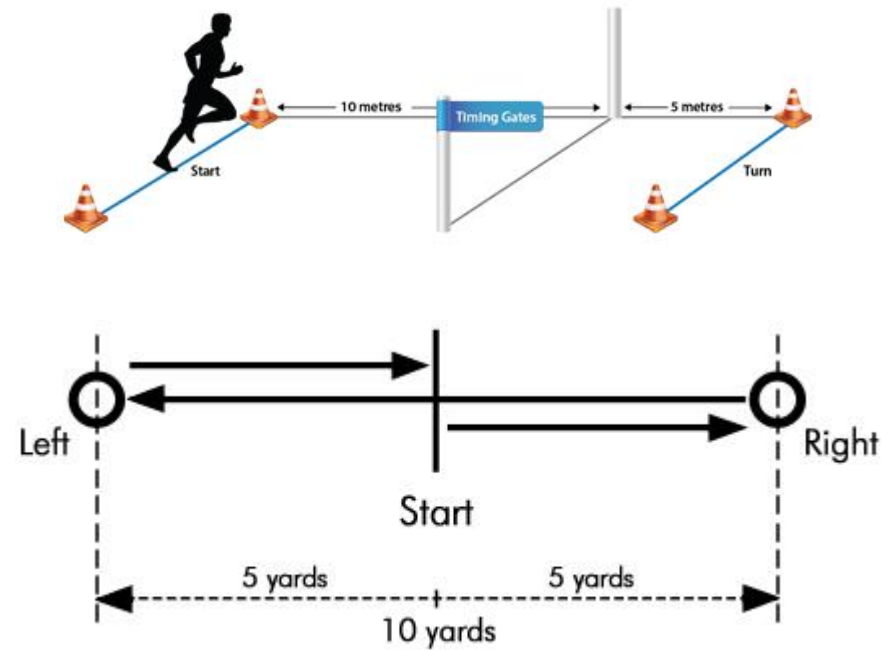 10 metres
Timing Gates
5 metres
Start
Turn
Left
Right
Start
5 yards
5 yards
10 yards